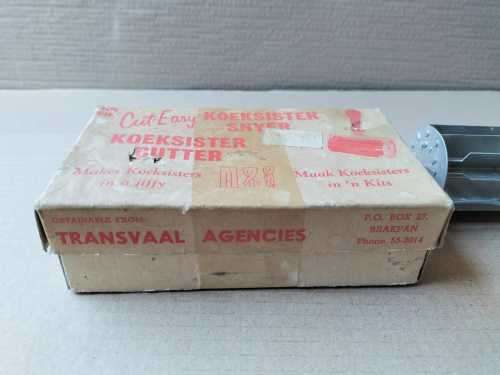 Cut-Easy KOEKSISTER
SNYER
KOEKSISTER
CUTTER
Makes Koeksisters
in a Jiffy
Maak Koeksisters
in 'n Kits
OBTAINABLE FROM:
TRANSVAAL AGENCIES
P.O. BOX 27,
BRAKPAN
Phone 55-2014